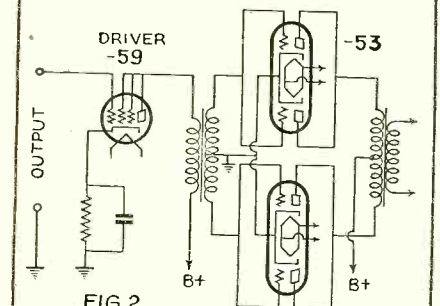 DRIVER
-59
-53
OUTPUT
B+
B+
FIG.2